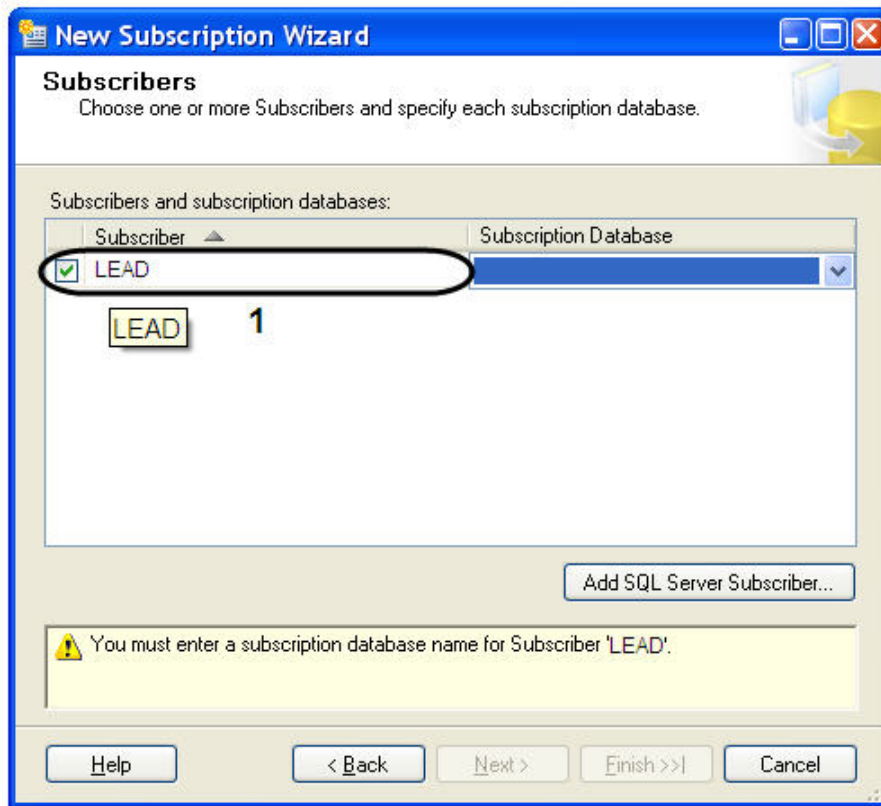 New Subscription Wizard
Subscribers
Choose one or more Subscribers and specify each subscription database.
Subscribers and subscription databases:
Subscriber Subscription Database
LEAD
LEAD 1
Add SQL Server Subscriber...
You must enter a subscription database name for Subscriber 'LEAD'.
Help < Back Next > Finish >>| Cancel